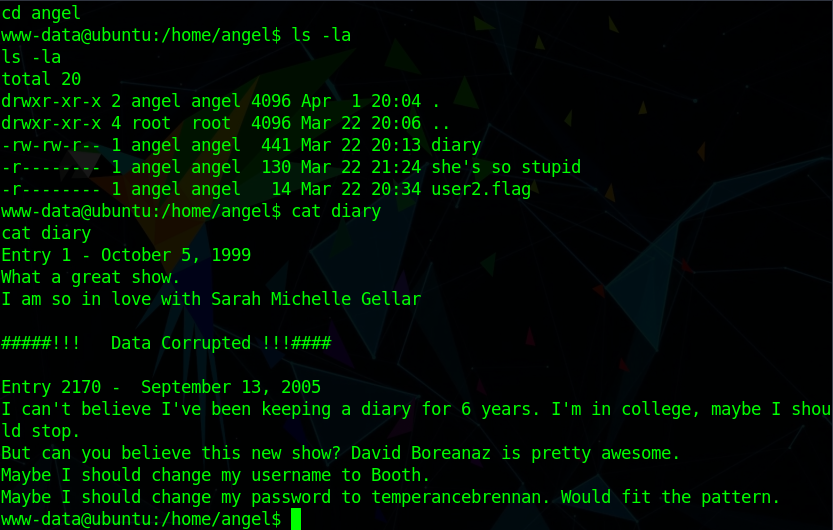 cd angel
www-data@ubuntu:/home/angel$ ls -la
ls -la
total 20
drwxr-xr-x 2 angel angel 4096 Apr  1 20:04 .
drwxr-xr-x 4 root  root  4096 Mar 22 20:06 ..
-rw-rw-r-- 1 angel angel  441 Mar 22 20:13 diary
-r-------- 1 angel angel  130 Mar 22 21:24 she's so stupid
-r-------- 1 angel angel   14 Mar 22 20:34 user2.flag
www-data@ubuntu:/home/angel$ cat diary
cat diary
Entry 1 - October 5, 1999
What a great show.
I am so in love with Sarah Michelle Gellar
#####!!!   Data Corrupted !!!####
Entry 2170 -  September 13, 2005
I can't believe I've been keeping a diary for 6 years. I'm in college, maybe I shou
ld stop.
But can you believe this new show? David Boreanaz is pretty awesome.
Maybe I should change my username to Booth.
Maybe I should change my password to temperancebrennan. Would fit the pattern.
www-data@ubuntu:/home/angel$